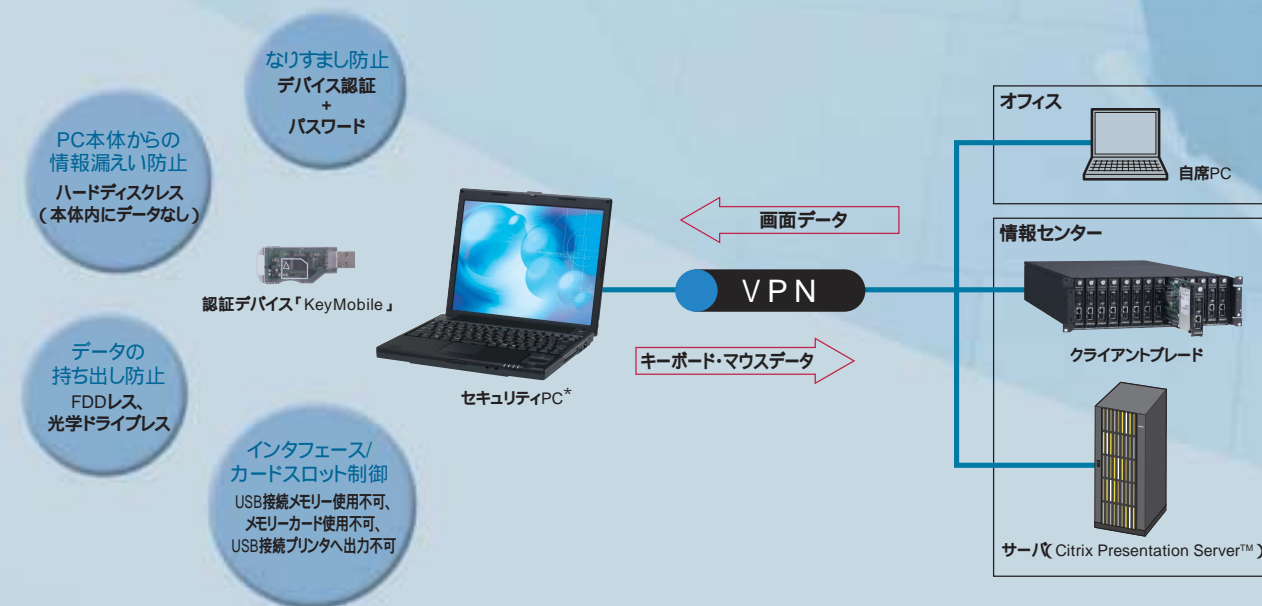 なりすまし防止
デバイス認証
+
パスワード
PC本体からの
情報漏えい防止
ハードディスクレス
(本体内にデータなし)
認証デバイス「KeyMobile」
データの
持ち出し防止
FDDレス、
光学ドライブレス
インタフェース/
カードスロット制御
USB接続メモリー使用不可、
メモリーカード使用不可、
USB接続プリンタへ出力不可
セキュリティPC*
画面データ
VPN
キーボード・マウスデータ
オフィス
自席PC
情報センター
クライアントブレード
サーバ(Citrix Presentation Server™)